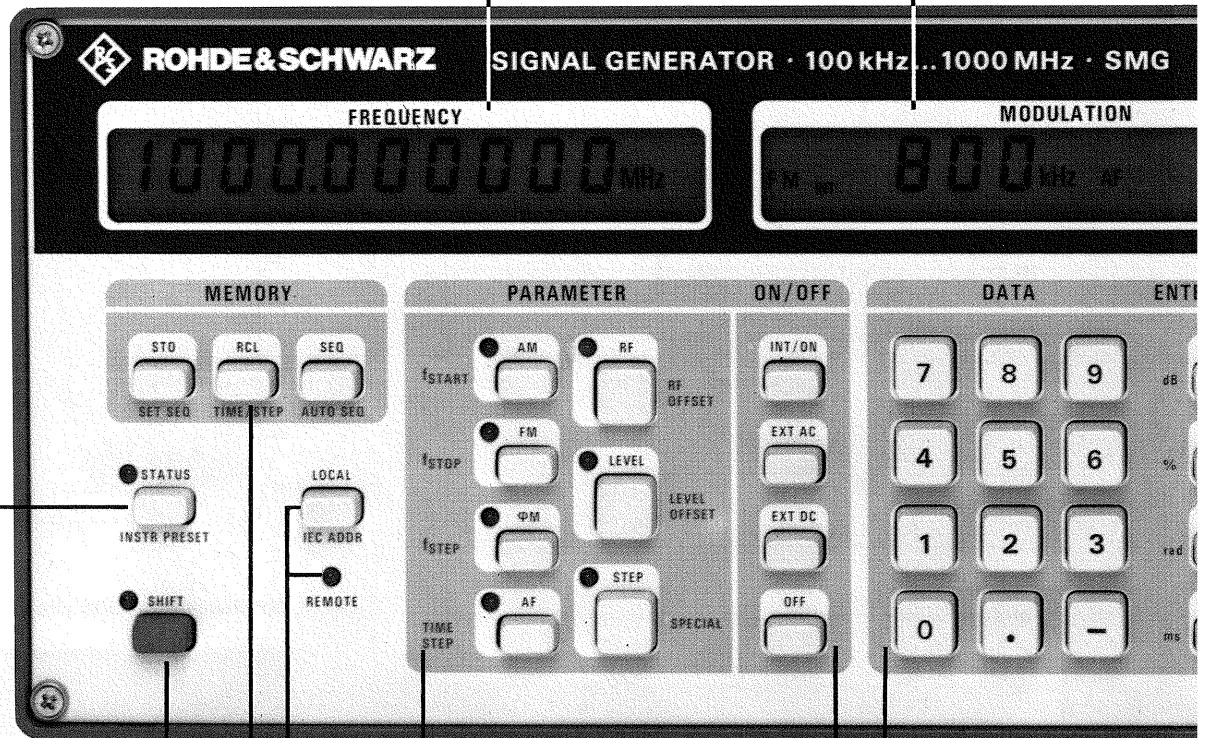 ROHDE&SCHWARZ SIGNAL GENERATOR · 100 kHz...1000 MHz · SMG
FREQUENCY
MODULATION
1000.000000 MHz
FM INT 800 kHz AF
MEMORY
PARAMETER
ON/OFF
DATA
ENTE
STO RCL SEQ
SET SEQ TIME/STEP AUTO SEQ
STATUS
INSTR PRESET
LOCAL
IEC ADDR
SHIFT
REMOTE
AM RF
fSTART
RF
OFFSET
FM LEVEL
fSTOP
LEVEL
OFFSET
ΦM
fSTEP
STEP
AF
TIME
STEP
SPECIAL
INT/ON
EXT AC
EXT DC
OFF
7 8 9 dB
4 5 6 %
1 2 3 rad
0 . – ms